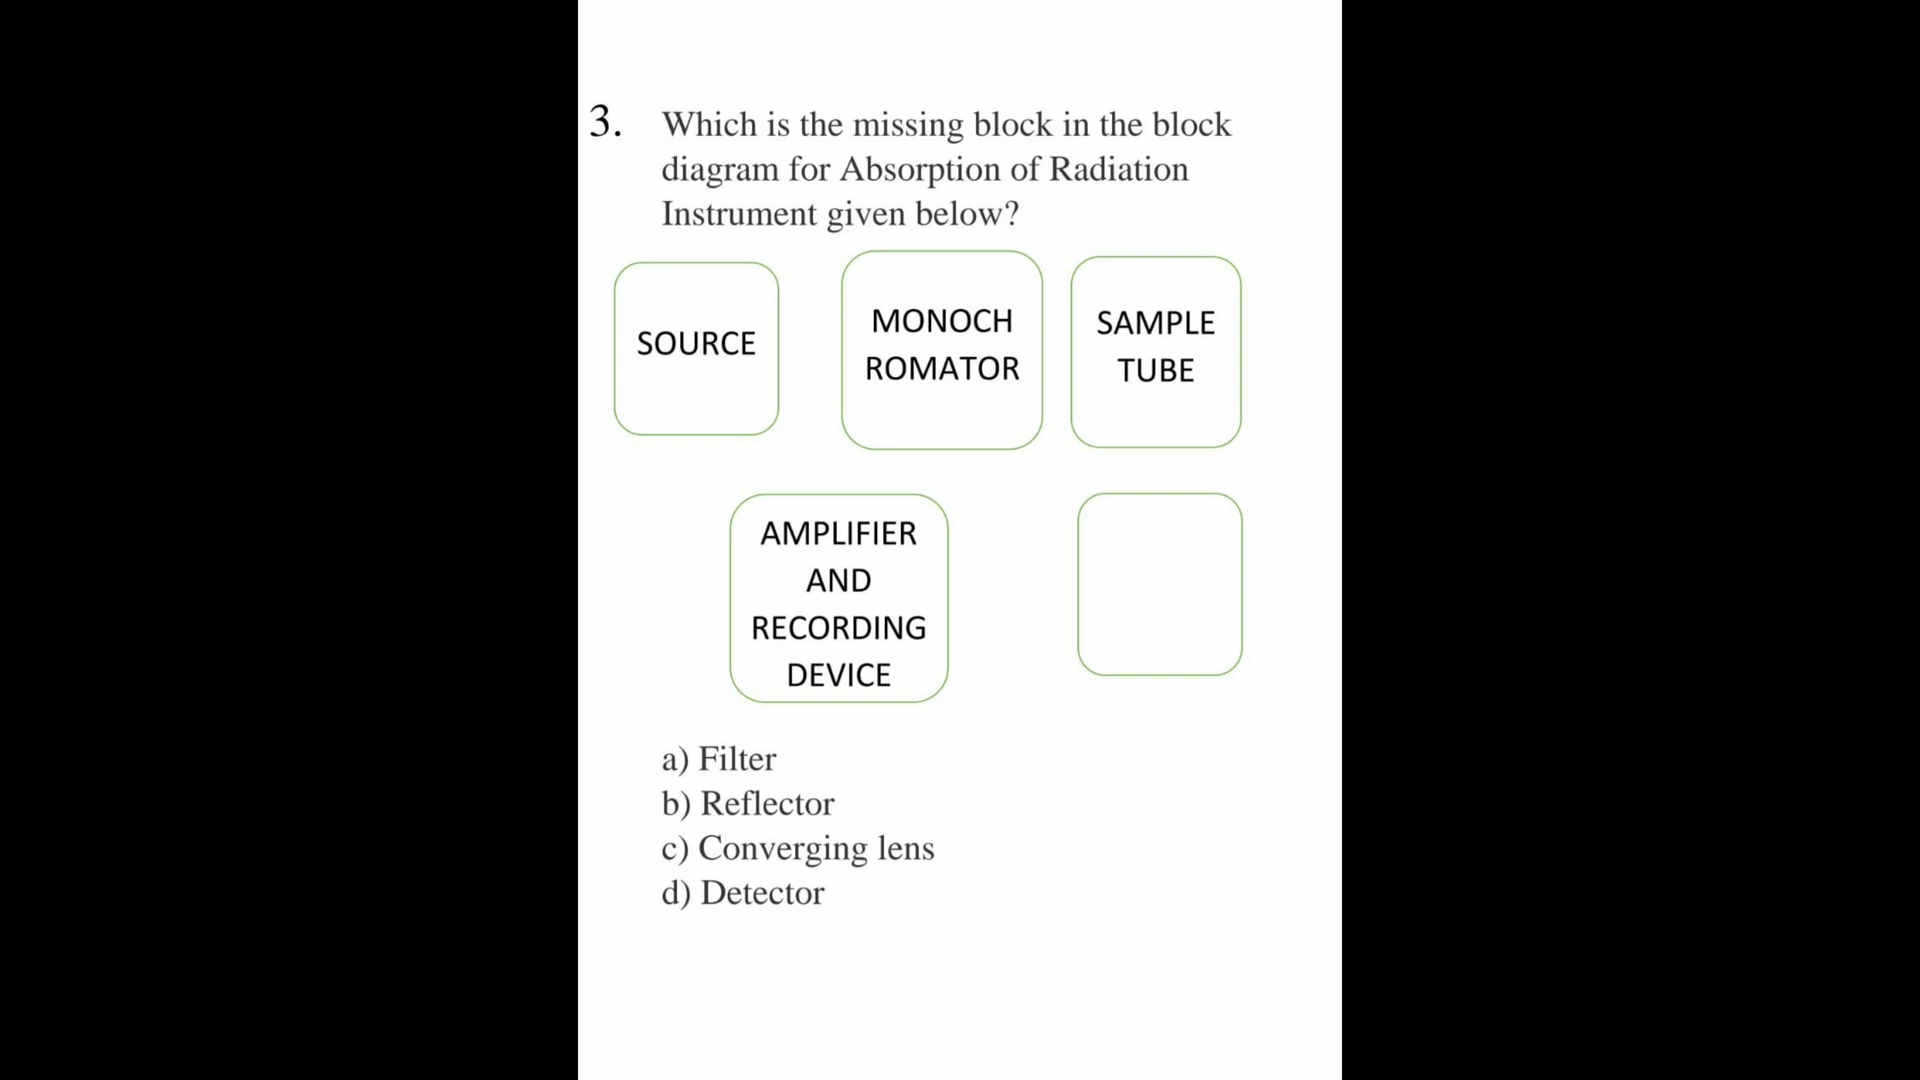 3. Which is the missing block in the block
diagram for Absorption of Radiation
Instrument given below?
SOURCE
MONOCH
ROMATOR
SAMPLE
TUBE
AMPLIFIER
AND
RECORDING
DEVICE
a) Filter
b) Reflector
c) Converging lens
d) Detector